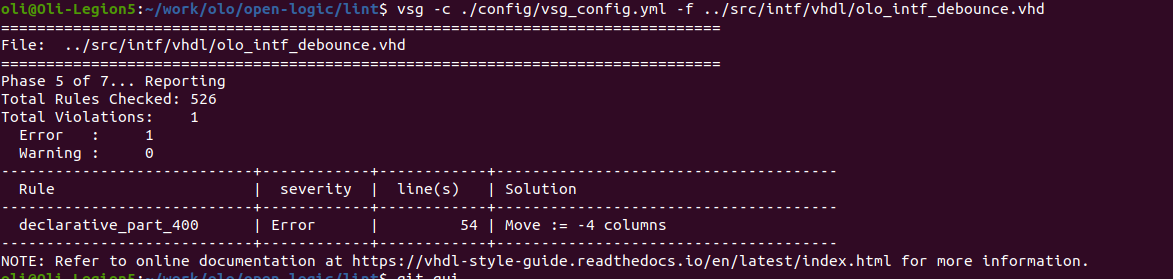 oli@Oli-Legion5:~/work/olo/open-logic/lint$ vsg -c ./config/vsg_config.yml -f ../src/intf/vhdl/olo_intf_debounce.vhd
================================================================================
File:  ../src/intf/vhdl/olo_intf_debounce.vhd
================================================================================
Phase 5 of 7... Reporting
Total Rules Checked: 526
Total Violations:    1
  Error   :     1
  Warning :     0
----------------------------+------------+------------+--------------------------------------
  Rule                      |  severity  |  line(s)   | Solution
----------------------------+------------+------------+--------------------------------------
  declarative_part_400      | Error      |         54 | Move := -4 columns
----------------------------+------------+------------+--------------------------------------
NOTE: Refer to online documentation at https://vhdl-style-guide.readthedocs.io/en/latest/index.html for more information.
oli@Oli-Legion5:~/work/olo/open-logic/lint$ git gui